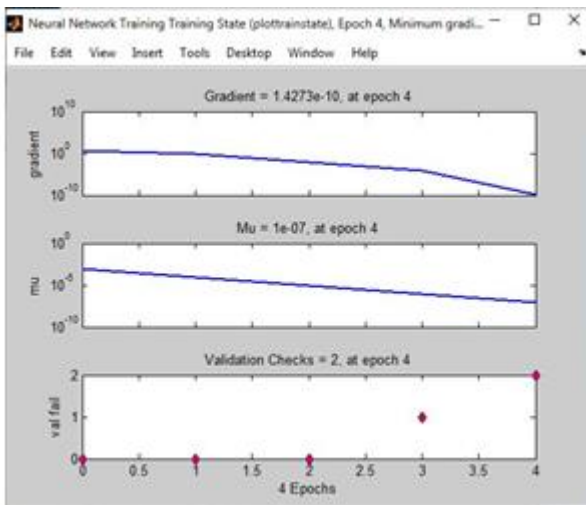 Neural Network Training Training State (plottrainstate), Epoch 4, Minimum gradi...
File Edit View Insert Tools Desktop Window Help
Gradient = 1.4273e-10, at epoch 4
10^10
10^0
10^-10
gradient
Mu = 1e-07, at epoch 4
10^0
10^-5
10^-10
mu
Validation Checks = 2, at epoch 4
2
1
0
val fail
0 0.5 1 1.5 2 2.5 3 3.5 4
4 Epochs